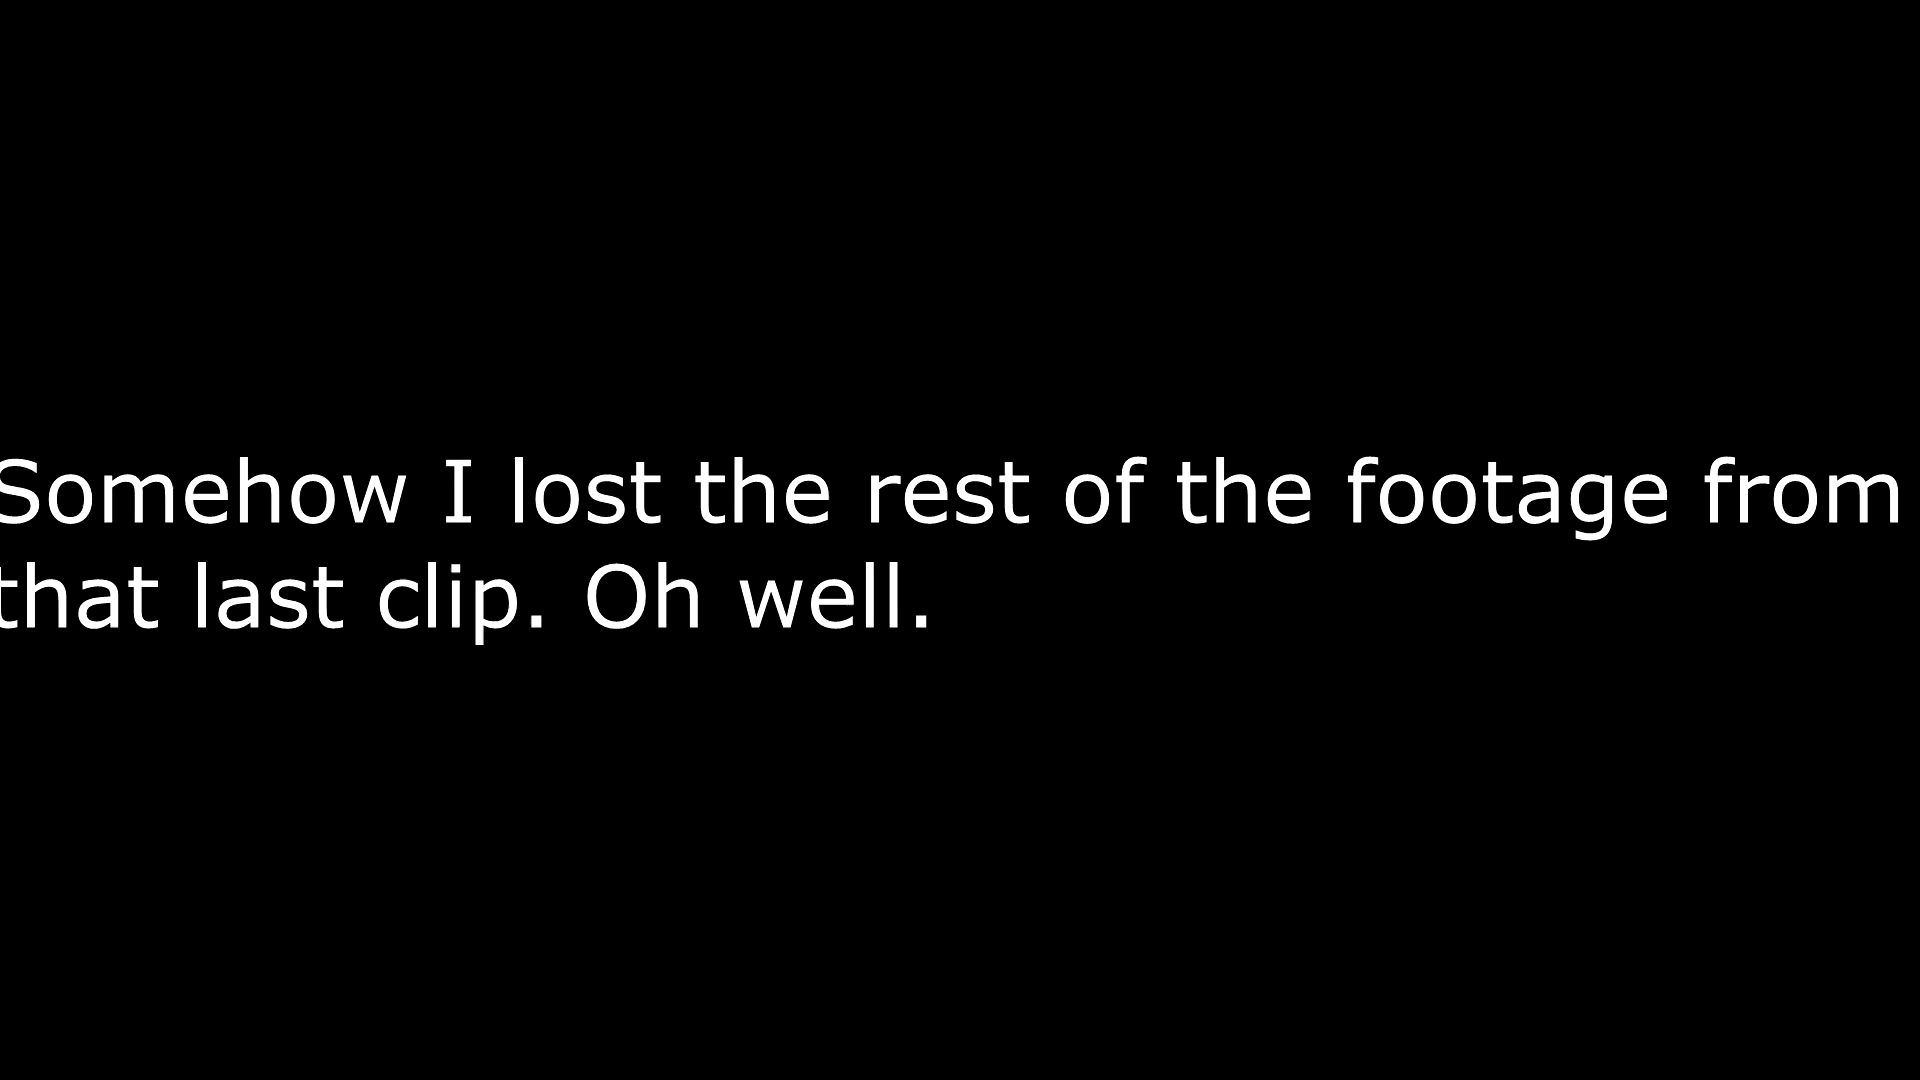 Somehow I lost the rest of the footage from
that last clip. Oh well.